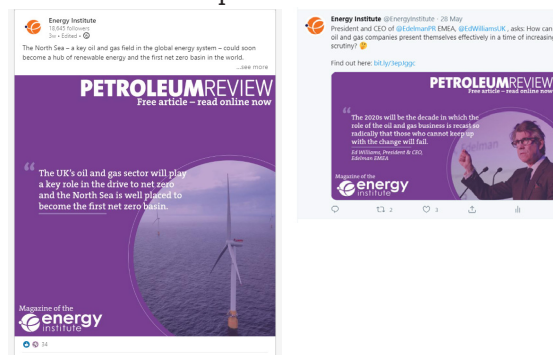 Energy Institute
18,845 followers
3w • Edited •
The North Sea – a key oil and gas field in the global energy system – could soon
become a hub of renewable energy and the first net zero basin in the world.
...see more
PETROLEUMREVIEW
Free article – read online now
“ The UK's oil and gas sector will play
a key role in the drive to net zero
and the North Sea is well placed to
become the first net zero basin.
Magazine of the
energy
institute
34
Energy Institute @EnergyInstitute · 28 May
President and CEO of @EdelmanPR EMEA, @EdWilliamsUK , asks: How can
oil and gas companies present themselves effectively in a time of increasing
scrutiny?
Find out here:
PETROLEUMREVIEW
Free article – read online now
“ The 2020s will be the decade in which the
role of the oil and gas business is recast so
radically that those who cannot keep up
with the change will fail.
Ed Williams, President & CEO,
Edelman EMEA
Edelman
Magazine of the
energy
institute
2
3